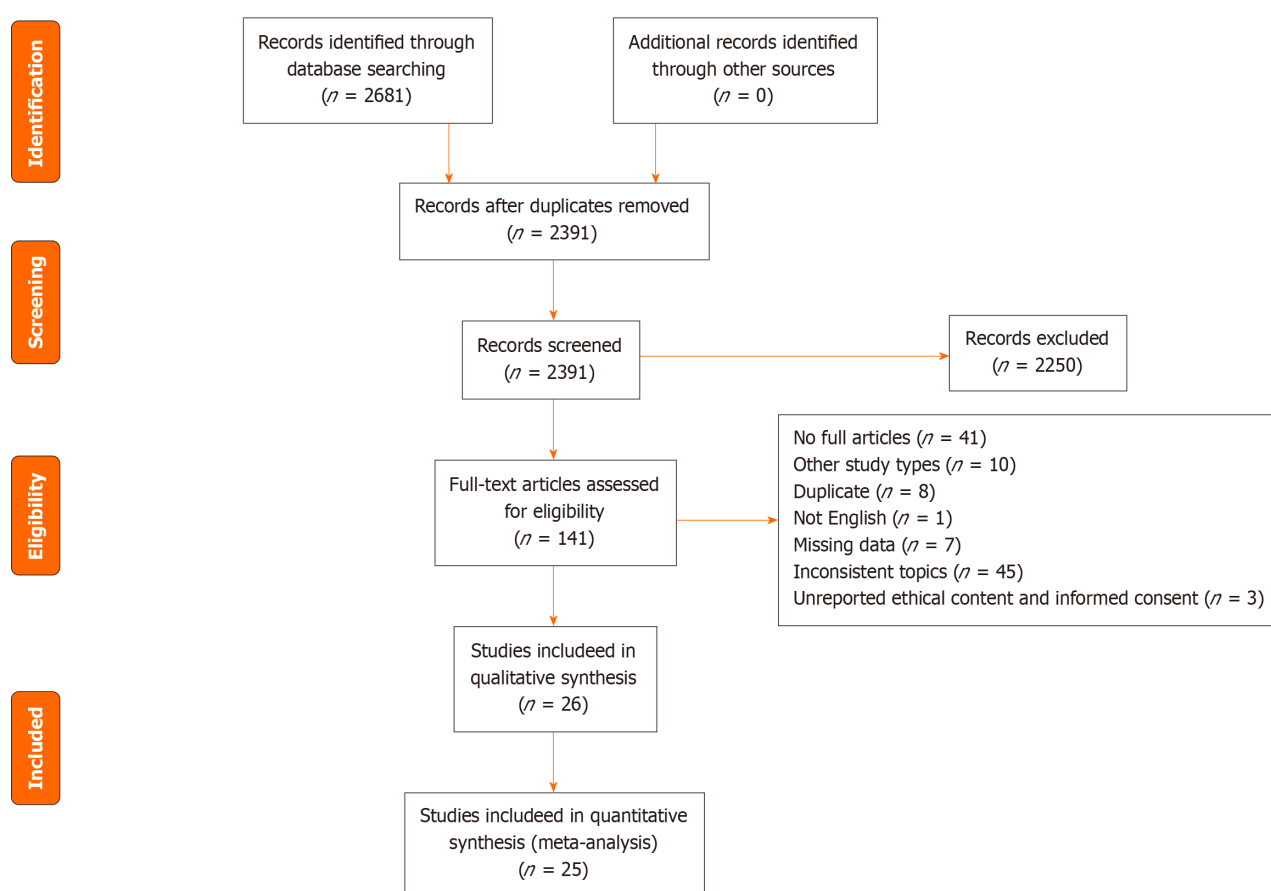 Identification
Records identified through
database searching
(n = 2681)
Additional records identified
through other sources
(n = 0)
Records after duplicates removed
(n = 2391)
Screening
Records screened
(n = 2391)
Records excluded
(n = 2250)
Eligibility
Full-text articles assessed
for eligibility
(n = 141)
No full articles (n = 41)
Other study types (n = 10)
Duplicate (n = 8)
Not English (n = 1)
Missing data (n = 7)
Inconsistent topics (n = 45)
Unreported ethical content and informed consent (n = 3)
Included
Studies includeed in
qualitative synthesis
(n = 26)
Studies includeed in quantitative
synthesis (meta-analysis)
(n = 25)